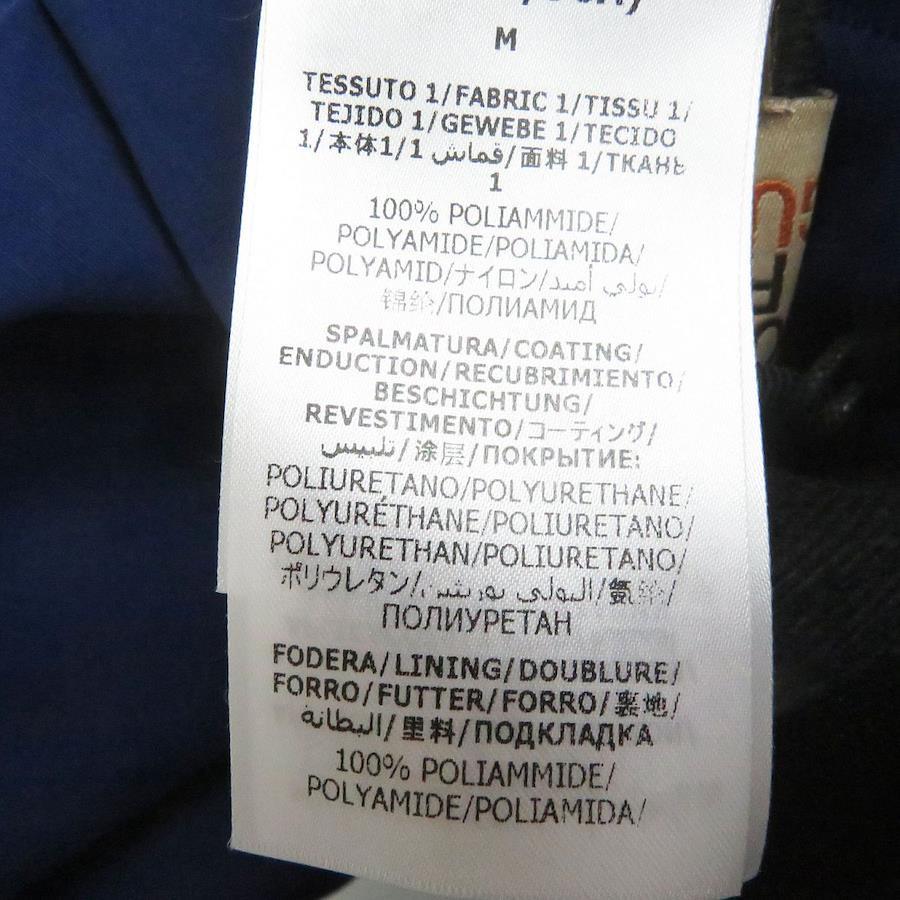 M
TESSUTO 1/FABRIC 1/TISSU 1/
TEJIDO 1/GEWEBE 1/TECIDO
1/本体1/1 قماش/面料 1/ТКАНЬ
1
100% POLIAMMIDE/
POLYAMIDE/POLIAMIDA/
POLYAMID/ナイロン/بولي أميد/
锦纶/ПОЛИАМИД
SPALMATURA/COATING/
ENDUCTION/RECUBRIMIENTO/
BESCHICHTUNG/
REVESTIMENTO/コーティング/
تلبيس/涂层/ПОКРЫТИЕ:
POLIURETANO/POLYURETHANE/
POLYURÉTHANE/POLIURETANO/
POLYURETHAN/POLIURETANO/
ポリウレタン/البولي يوريثين/氨纶/
ПОЛИУРЕТАН
FODERA/LINING/DOUBLURE/
FORRO/FUTTER/FORRO/裏地/
البطانة/里料/ПОДКЛАДКА
100% POLIAMMIDE/
POLYAMIDE/POLIAMIDA/